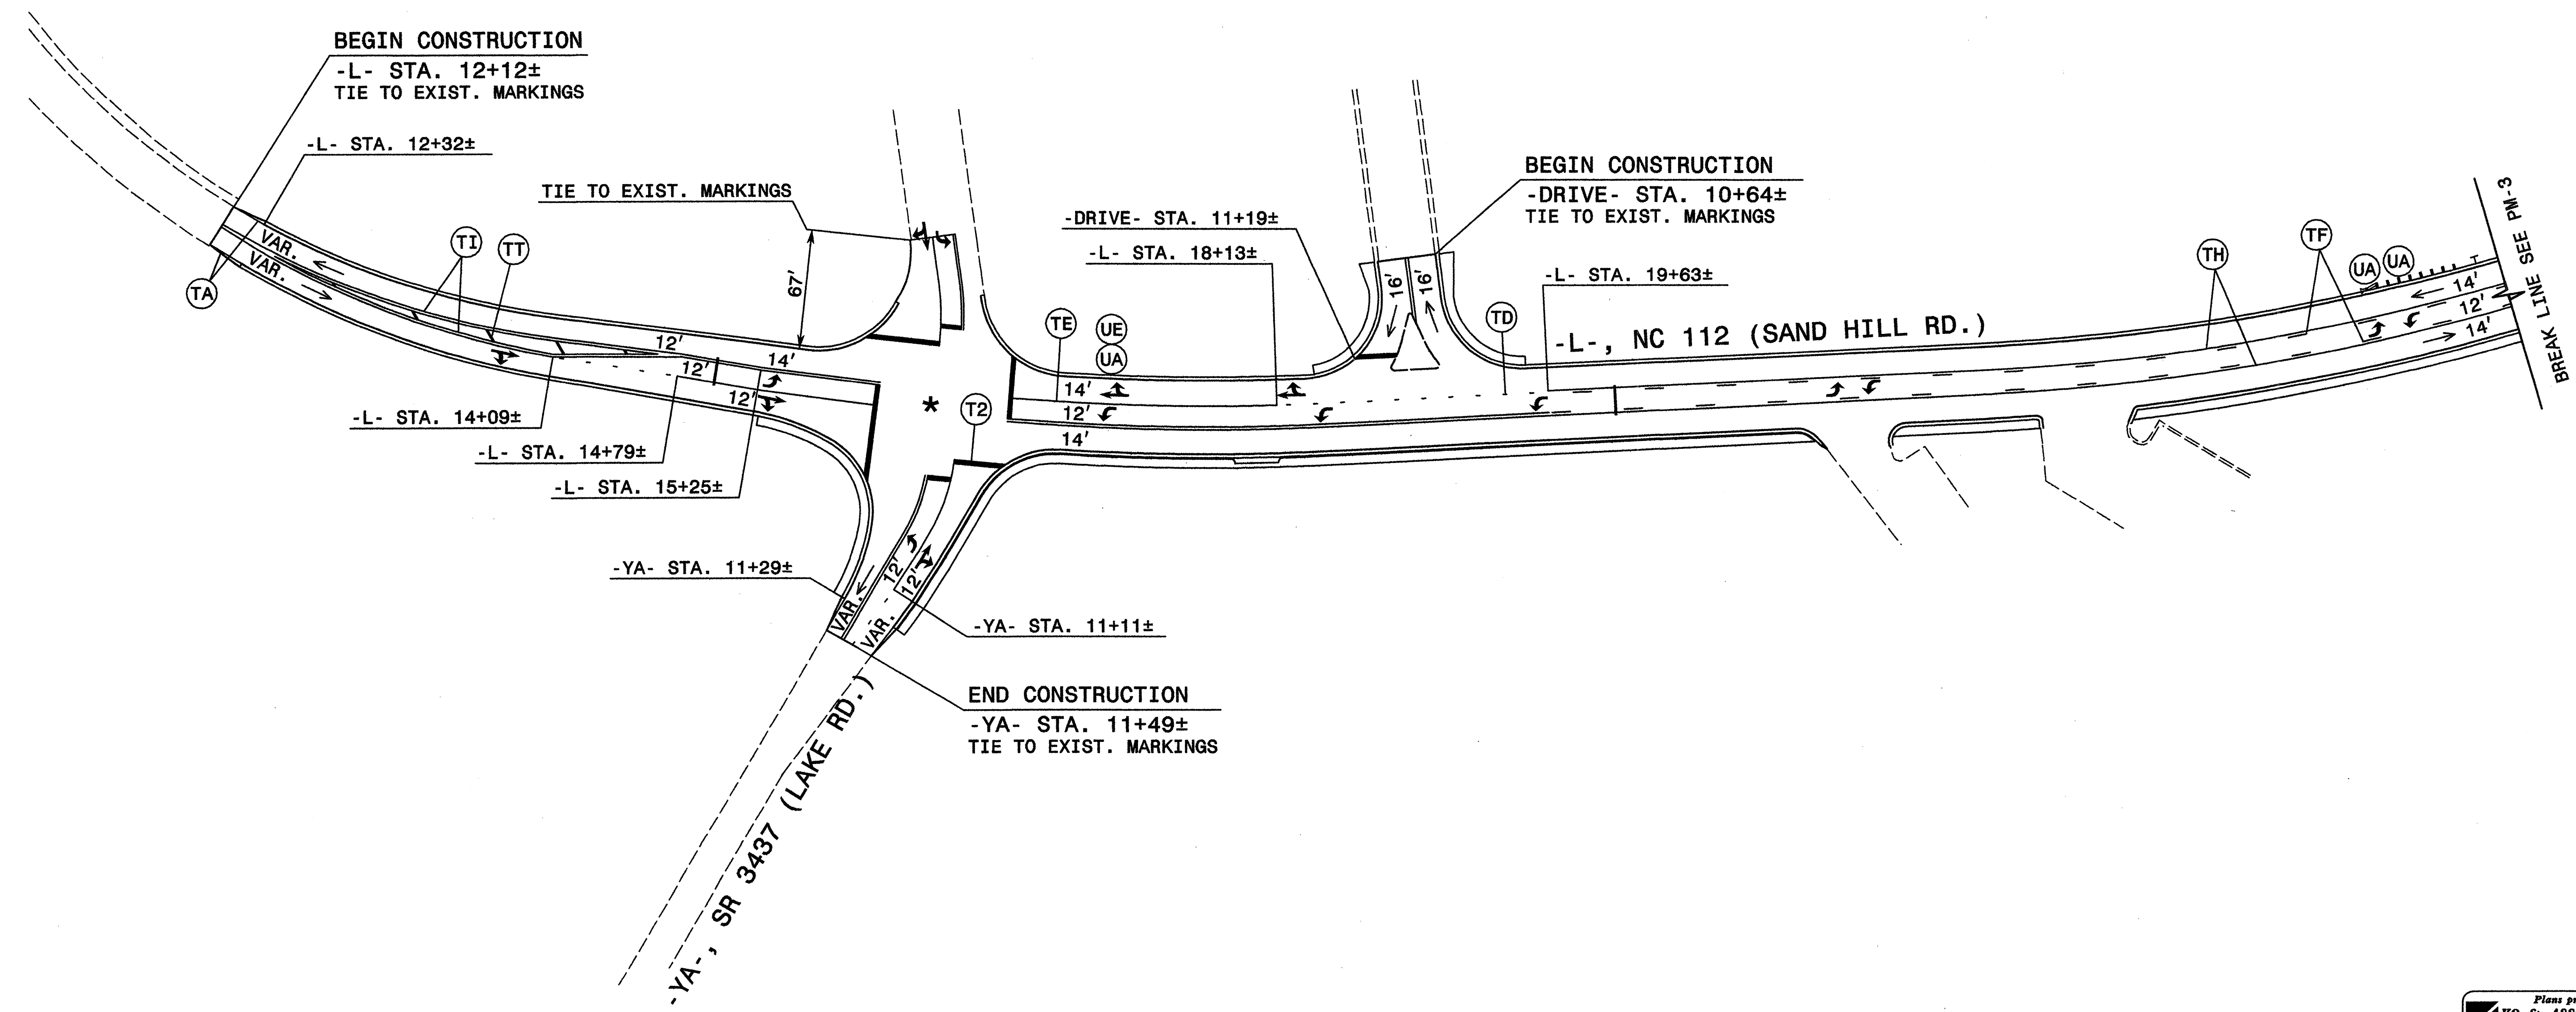 BEGIN CONSTRUCTION
-L- STA. 12+12±
TIE TO EXIST. MARKINGS
-L- STA. 12+32±
TIE TO EXIST. MARKINGS
67'
VAR.
VAR.
TA
TI
TT
12'
14'
12'
12'
-L- STA. 14+09±
-L- STA. 14+79±
-L- STA. 15+25±
*
T2
TE
UE
UA
14'
12'
14'
-DRIVE- STA. 11+19±
-L- STA. 18+13±
16'
16'
BEGIN CONSTRUCTION
-DRIVE- STA. 10+64±
TIE TO EXIST. MARKINGS
-L- STA. 19+63±
TD
-L-, NC 112 (SAND HILL RD.)
TH
TF
UA
UA
14'
12'
14'
BREAK LINE SEE PM-3
-YA- STA. 11+29±
12'
12'
VAR.
VAR.
-YA- STA. 11+11±
END CONSTRUCTION
-YA- STA. 11+49±
TIE TO EXIST. MARKINGS
-YA-, SR 3437 (LAKE RD.)
Plans